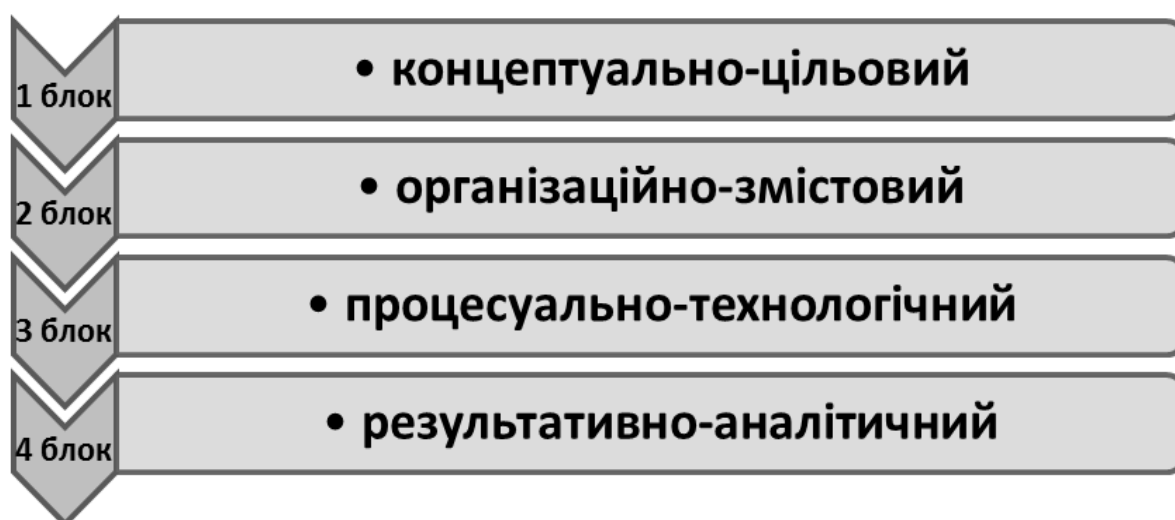 1 блок
• концептуально-цільовий
2 блок
• організаційно-змістовий
3 блок
• процесуально-технологічний
4 блок
• результативно-аналітичний